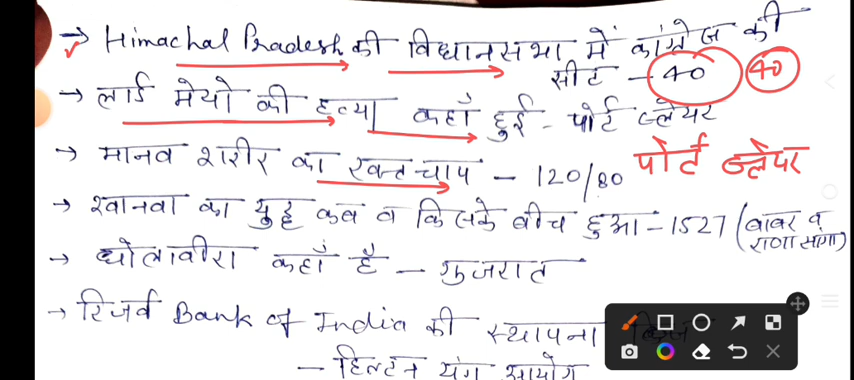 → Himachal Pradesh की विधानसभा में कांग्रेस की
सीट - 40 40
→ लार्ड मेयो की हत्या कहाँ हुई - पोर्ट ब्लेयर
→ मानव शरीर का रक्तचाप - 120/80 पोर्ट ब्लेयर
→ खानवा का युद्ध कब व किसके बीच हुआ - 1527 (बाबर व
राणा सांगा)
→ धोलावीरा कहाँ है - गुजरात
→ रिजर्व Bank of India की स्थापना
- हिल्टन यंग आयोग